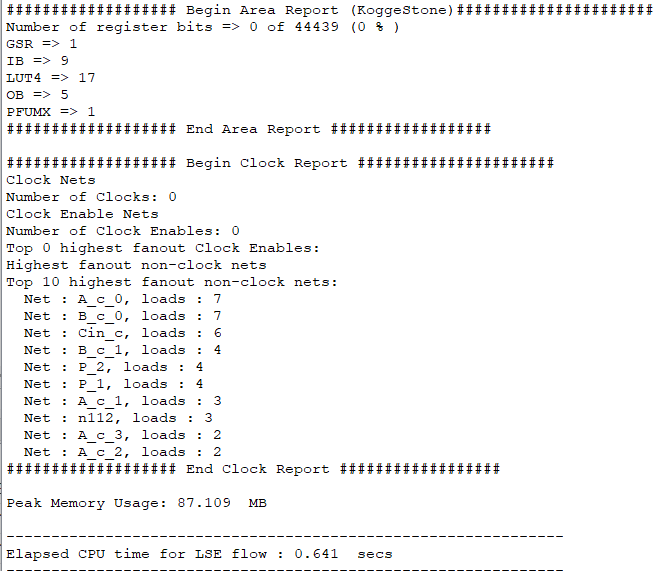 ################### Begin Area Report (KoggeStone)######################
Number of register bits => 0 of 44439 (0 % )
GSR => 1
IB => 9
LUT4 => 17
OB => 5
PFUMX => 1
################### End Area Report ##################
################### Begin Clock Report ######################
Clock Nets
Number of Clocks: 0
Clock Enable Nets
Number of Clock Enables: 0
Top 0 highest fanout Clock Enables:
Highest fanout non-clock nets
Top 10 highest fanout non-clock nets:
Net : A_c_0, loads : 7
Net : B_c_0, loads : 7
Net : Cin_c, loads : 6
Net : B_c_1, loads : 4
Net : P_2, loads : 4
Net : P_1, loads : 4
Net : A_c_1, loads : 3
Net : n112, loads : 3
Net : A_c_3, loads : 2
Net : A_c_2, loads : 2
################### End Clock Report ##################
Peak Memory Usage: 87.109  MB
--------------------------------------------------------------
Elapsed CPU time for LSE flow : 0.641  secs
--------------------------------------------------------------